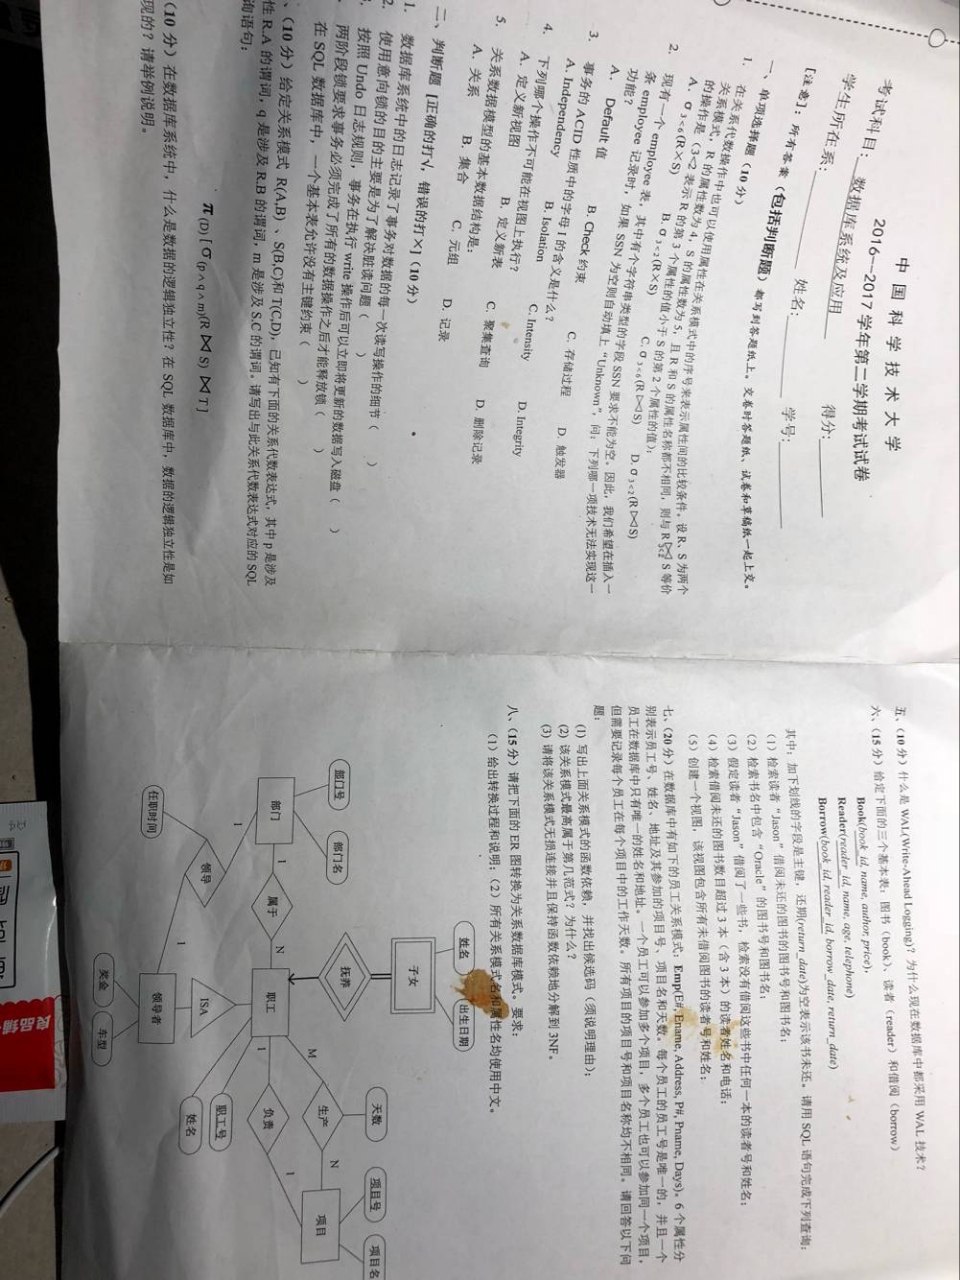 中 国 科 学 技 术 大 学
2016--2017 学年第二学期考试试卷
考试科目: 数据库系统及应用 得分:
学生所在系: 姓名: 学号:
[注意]：所有答案（包括判断题）都写到答题纸上。交卷时答题纸、试卷和草稿纸一起上交。
一、单项选择题（10 分）
1. 在关系代数操作中也可以使用属性在关系模式中的序号来表示属性间的比较条件。设 R、S 为两个
关系模式，R 的属性数为 4，S 的属性数为 5，且 R 和 S 的属性名称都不相同，则与 R⋈S 等价
的操作是（3<2 表示 R 的第 3 个属性的值小于 S 的第 2 个属性的值）：
A．σ3<6(R×S) B. σ3<2(R×S) C. σ3<6(R⋈S) D. σ3<2(R⋈S)
2. 现有一个 employee 表，其中有个字符串类型的字段 SSN 要求不能为空。因此，我们希望在插入一
条 employee 记录时，如果 SSN 为空则自动填上“Unknown”，问：下列哪一项技术无法实现这一
功能？
A． Default 值 B. Check 约束 C. 存储过程 D. 触发器
3. 事务的 ACID 性质中的字母 I 的含义是什么？
A. Independency B. Isolation C. Intensity D. Integrity
4. 下列哪个操作不可能在视图上执行？
A. 定义新视图 B. 定义新表 C. 聚集查询 D. 删除记录
5. 关系数据模型的基本数据结构是：
A. 关系 B. 集合 C. 元组 D. 记录
二、判断题 [正确的打√，错误的打×]（10 分）
1. 数据库系统中的日志记录了事务对数据的每一次读写操作的细节（ ）
2. 使用意向锁的目的主要是为了解决脏读问题（ ）
按照 Undo 日志规则，事务在执行 write 操作后可以立即将更新的数据写入磁盘（ ）
两阶段锁要求事务必须完成了所有的数据操作之后才能释放锁（ ）
在 SQL 数据库中，一个基本表允许没有主键约束（ ）
、（10 分）给定关系模式 R(A,B) 、S(B,C)和 T(C,D)，已知有下面的关系代数表达式，其中 p 是涉及
性 R.A 的谓词，q 是涉及 R.B 的谓词，m 是涉及 S.C 的谓词。请写出与此关系代数表达式对应的 SQL
询语句：
π (D) [ σ (p∧q∧m)(R ⋈ S) ⋈ T ]
（10 分）在数据库系统中，什么是数据的逻辑独立性？在 SQL 数据库中，数据的逻辑独立性是如
现的？请举例说明。
五、（10 分）什么是 WAL(Write-Ahead Logging)？为什么现在数据库中都采用 WAL 技术？
六、（15 分）给定下面的三个基本表：图书（book）、读者（reader）和借阅（borrow）
Book(book_id, name, author, price)，
Reader(reader_id, name, age, telephone)
Borrow(book_id, reader_id, borrow_date, return_date)
其中：加下划线的字段是主键，还期(return_date)为空表示该书未还。请用 SQL 语句完成下列查询：
（1）检索读者“Jason”借阅未还的图书的图书号和图书名；
（2）检索书名中包含“Oracle”的图书号和图书名；
（3）假定读者“Jason”借阅了一些书，检索没有借阅这些书中任何一本的读者号和姓名；
（4）检索借阅未还的图书数目超过 3 本（含 3 本）的读者姓名和电话；
（5）创建一个视图，该视图包含所有未借阅图书的读者号和姓名；
七、（20 分）在数据库中有如下的员工关系模式：Emp(E#, Ename, Address, P#, Pname, Days)。6 个属性分
别表示员工号、姓名、地址及其参加的项目号、项目名和天数。每个员工的员工号是唯一的，并且一个
员工在数据库中只有唯一的姓名和地址。一个员工可以参加多个项目，多个员工也可以参加同一个项目，
但需要记录每个员工在每个项目中的工作天数。所有项目的项目号和项目名称均不相同。请回答以下问
题：
(1) 写出上面关系模式的函数依赖，并找出候选码（须说明理由）；
(2) 该关系模式最高属于第几范式？为什么？
(3) 请将该关系模式无损连接并且保持函数依赖地分解到 3NF。
八、（15 分）请把下面的 ER 图转换为关系数据库模式。要求：
（1）给出转换过程和说明；（2）所有关系模式名和属性名均使用中文。
姓名 出生日期
子女
天数 项目号 项目名
部门号 部门名 抚养
生产 N 项目
M
部门 1 属于 N 职工 1 负责 1
1
职工号
领导 ISA 姓名
1
任职时间 领导者
奖金 车型
良品铺